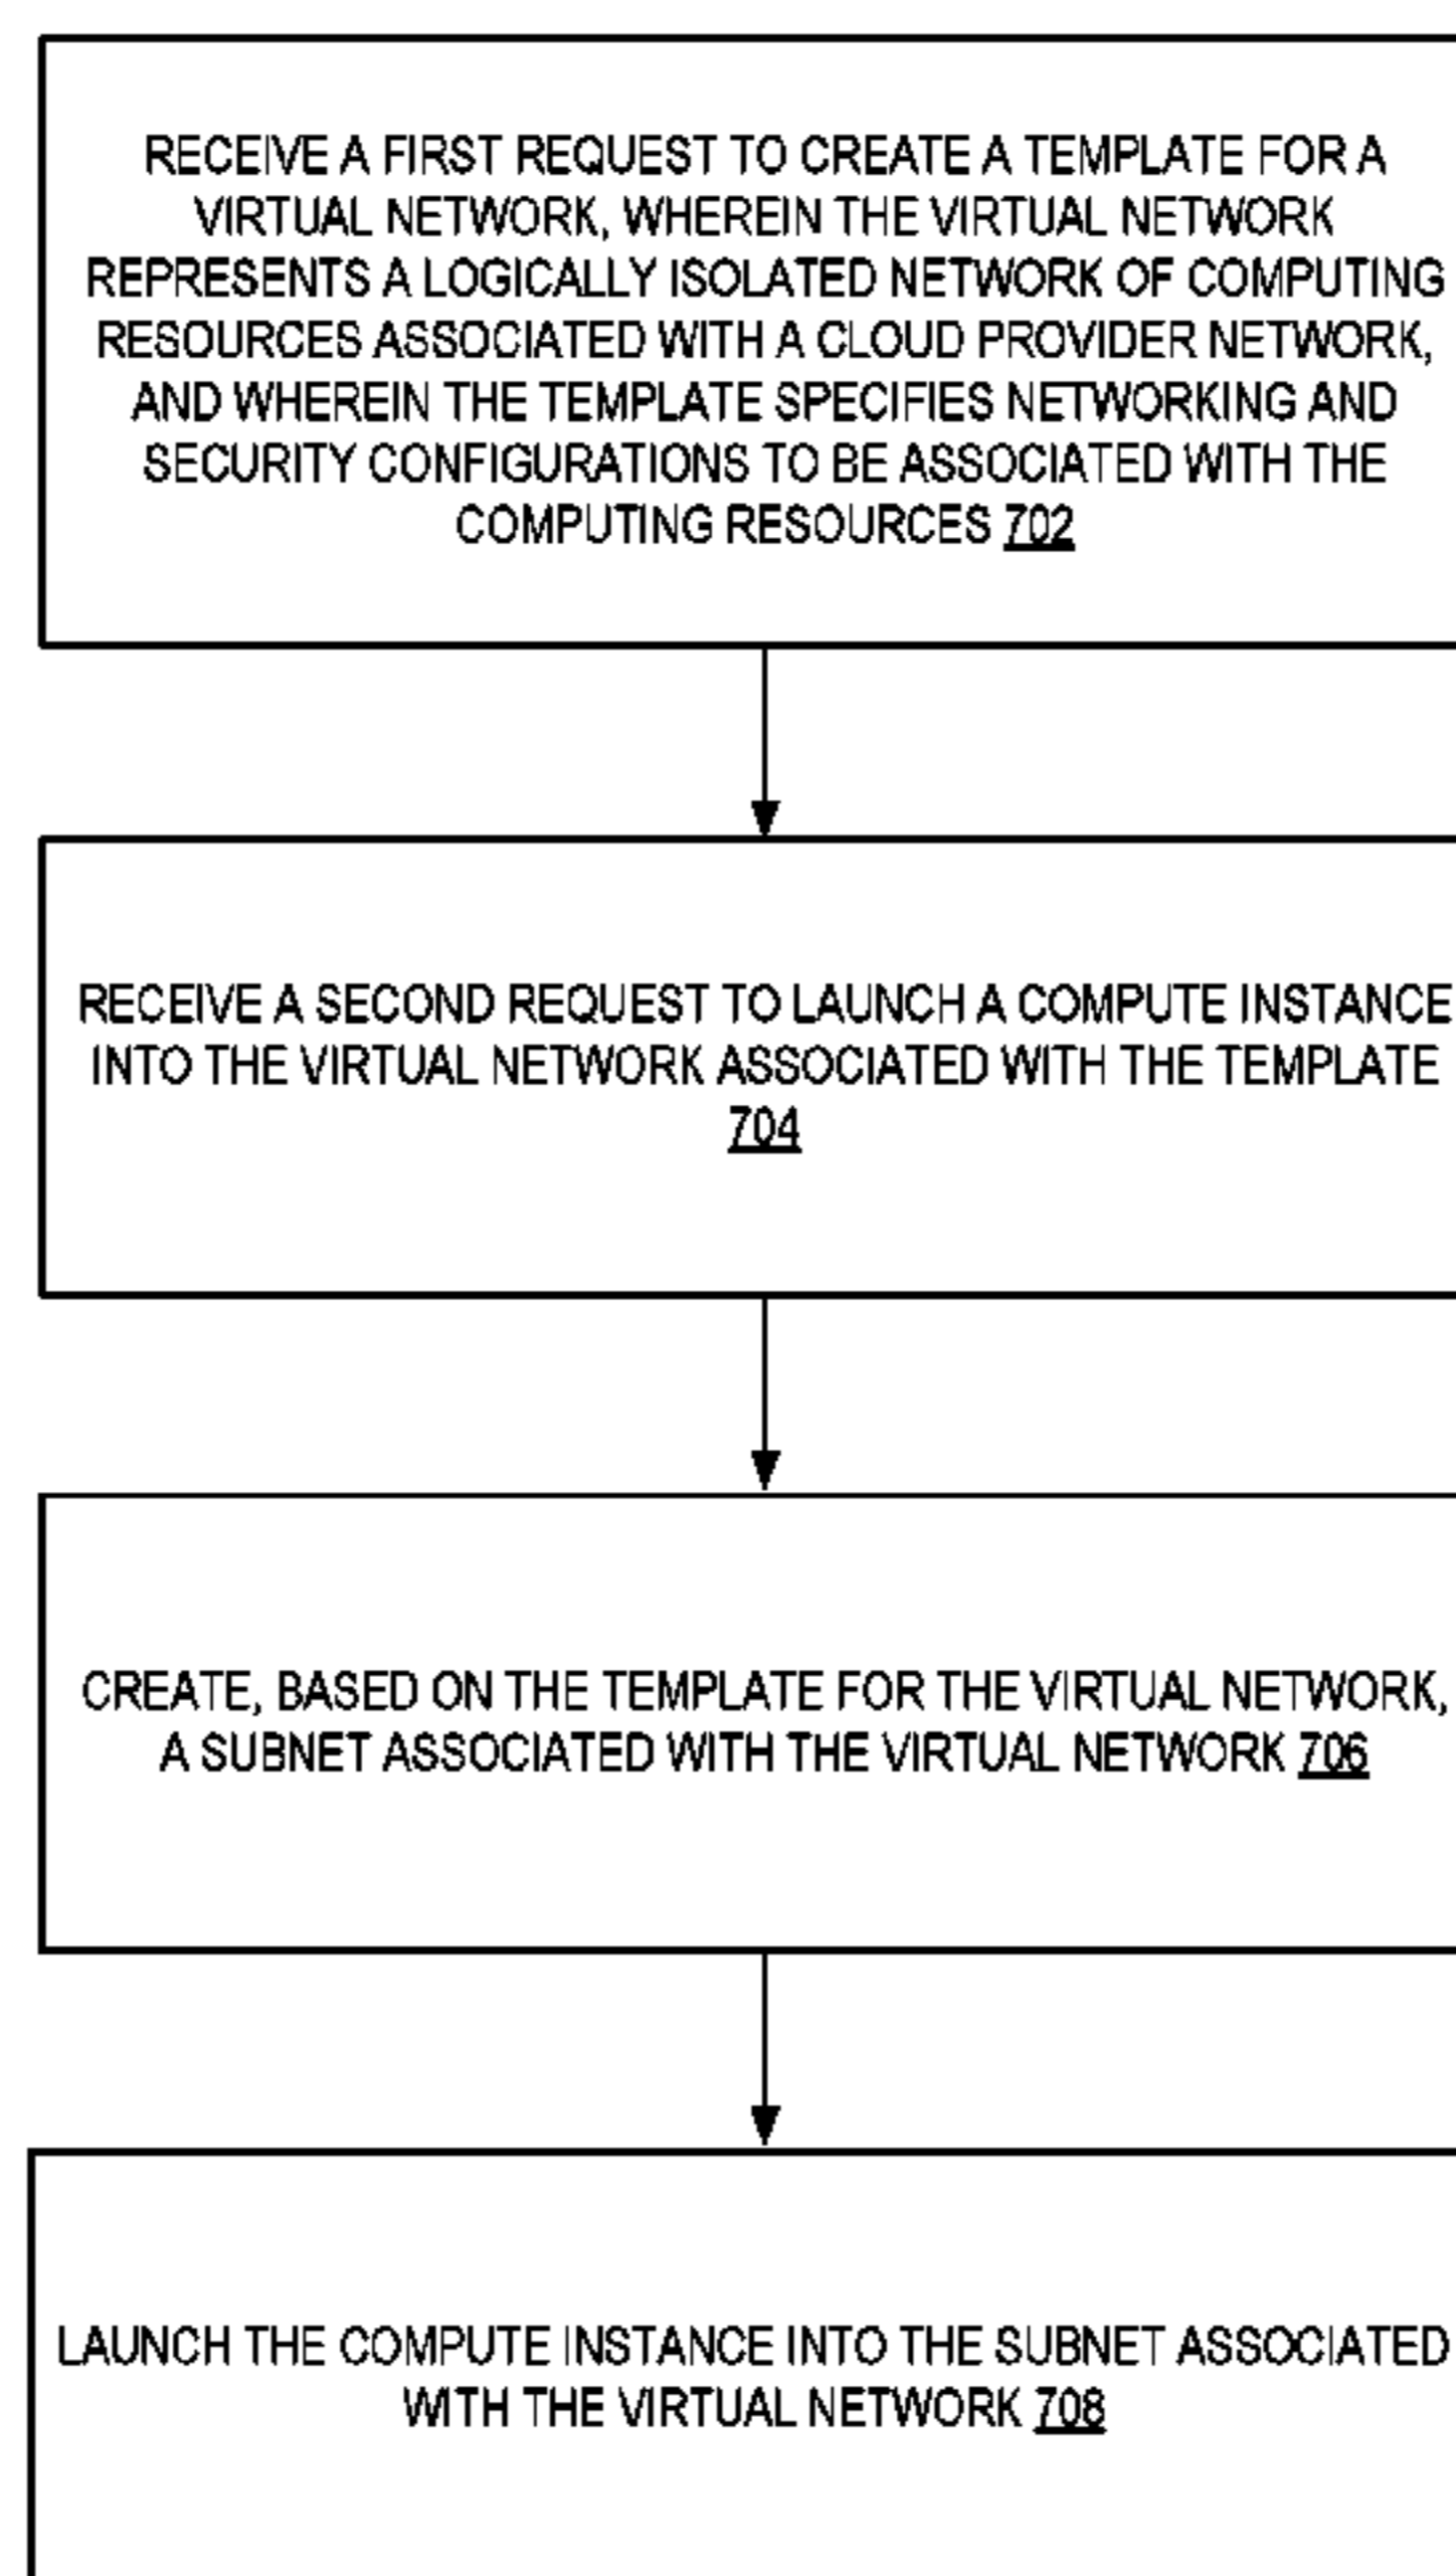 RECEIVE A FIRST REQUEST TO CREATE A TEMPLATE FOR A
VIRTUAL NETWORK, WHEREIN THE VIRTUAL NETWORK
REPRESENTS A LOGICALLY ISOLATED NETWORK OF COMPUTING
RESOURCES ASSOCIATED WITH A CLOUD PROVIDER NETWORK,
AND WHEREIN THE TEMPLATE SPECIFIES NETWORKING AND
SECURITY CONFIGURATIONS TO BE ASSOCIATED WITH THE
COMPUTING RESOURCES 702
RECEIVE A SECOND REQUEST TO LAUNCH A COMPUTE INSTANCE
INTO THE VIRTUAL NETWORK ASSOCIATED WITH THE TEMPLATE
704
CREATE, BASED ON THE TEMPLATE FOR THE VIRTUAL NETWORK,
A SUBNET ASSOCIATED WITH THE VIRTUAL NETWORK 706
LAUNCH THE COMPUTE INSTANCE INTO THE SUBNET ASSOCIATED
WITH THE VIRTUAL NETWORK 708